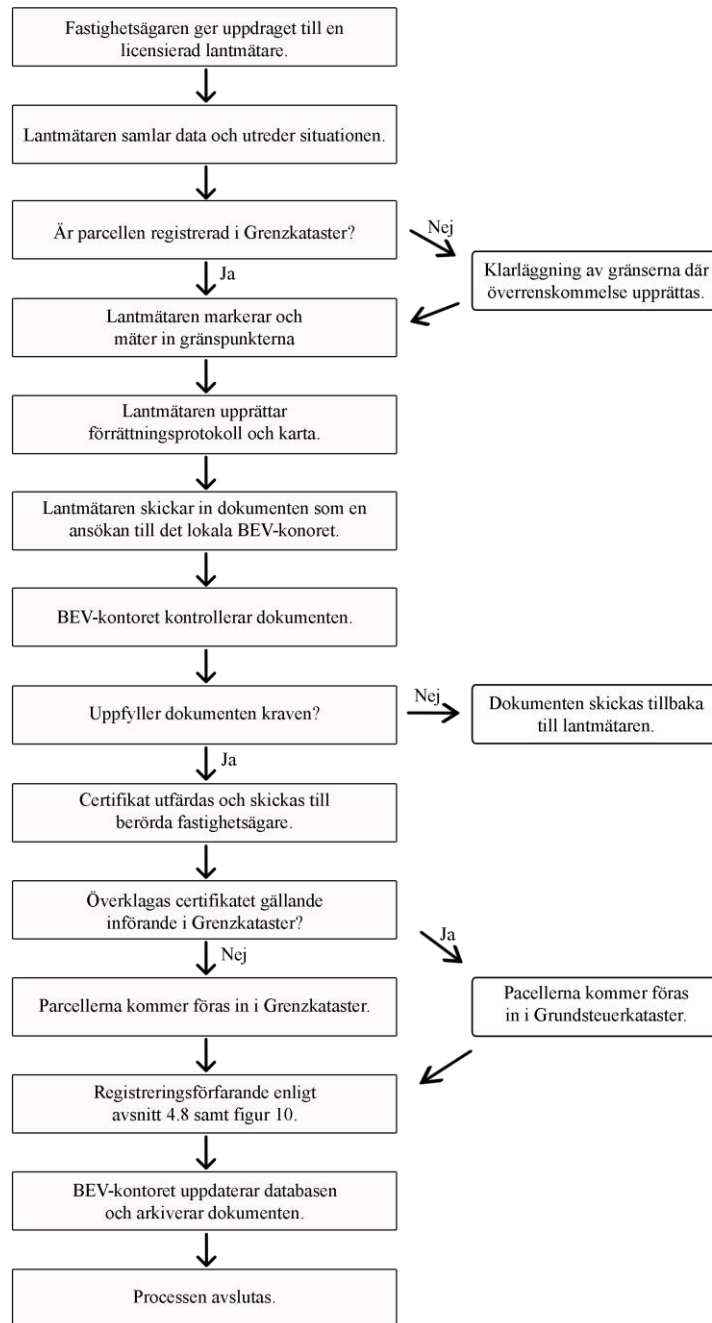 Fastighetsägaren ger uppdraget till en
licensierad lantmätare.
Lantmätaren samlar data och utreder situationen.
Är parcellen registrerad i Grenzkataster?
Nej
Klarläggning av gränserna där
överrenskommelse upprättas.
Ja
Lantmätaren markerar och
mäter in gränspunkterna
Lantmätaren upprättar
förrättningsprotokoll och karta.
Lantmätaren skickar in dokumenten som en
ansökan till det lokala BEV-konoret.
BEV-kontoret kontrollerar dokumenten.
Uppfyller dokumenten kraven?
Nej
Dokumenten skickas tillbaka
till lantmätaren.
Ja
Certifikat utfärdas och skickas till
berörda fastighetsägare.
Överklagas certifikatet gällande
införande i Grenzkataster?
Ja
Nej
Pacellerna kommer föras
in i Grundsteuerkataster.
Parcellerna kommer föras in i Grenzkataster.
Registreringsförfarande enligt
avsnitt 4.8 samt figur 10.
BEV-kontoret uppdaterar databasen
och arkiverar dokumenten.
Processen avslutas.